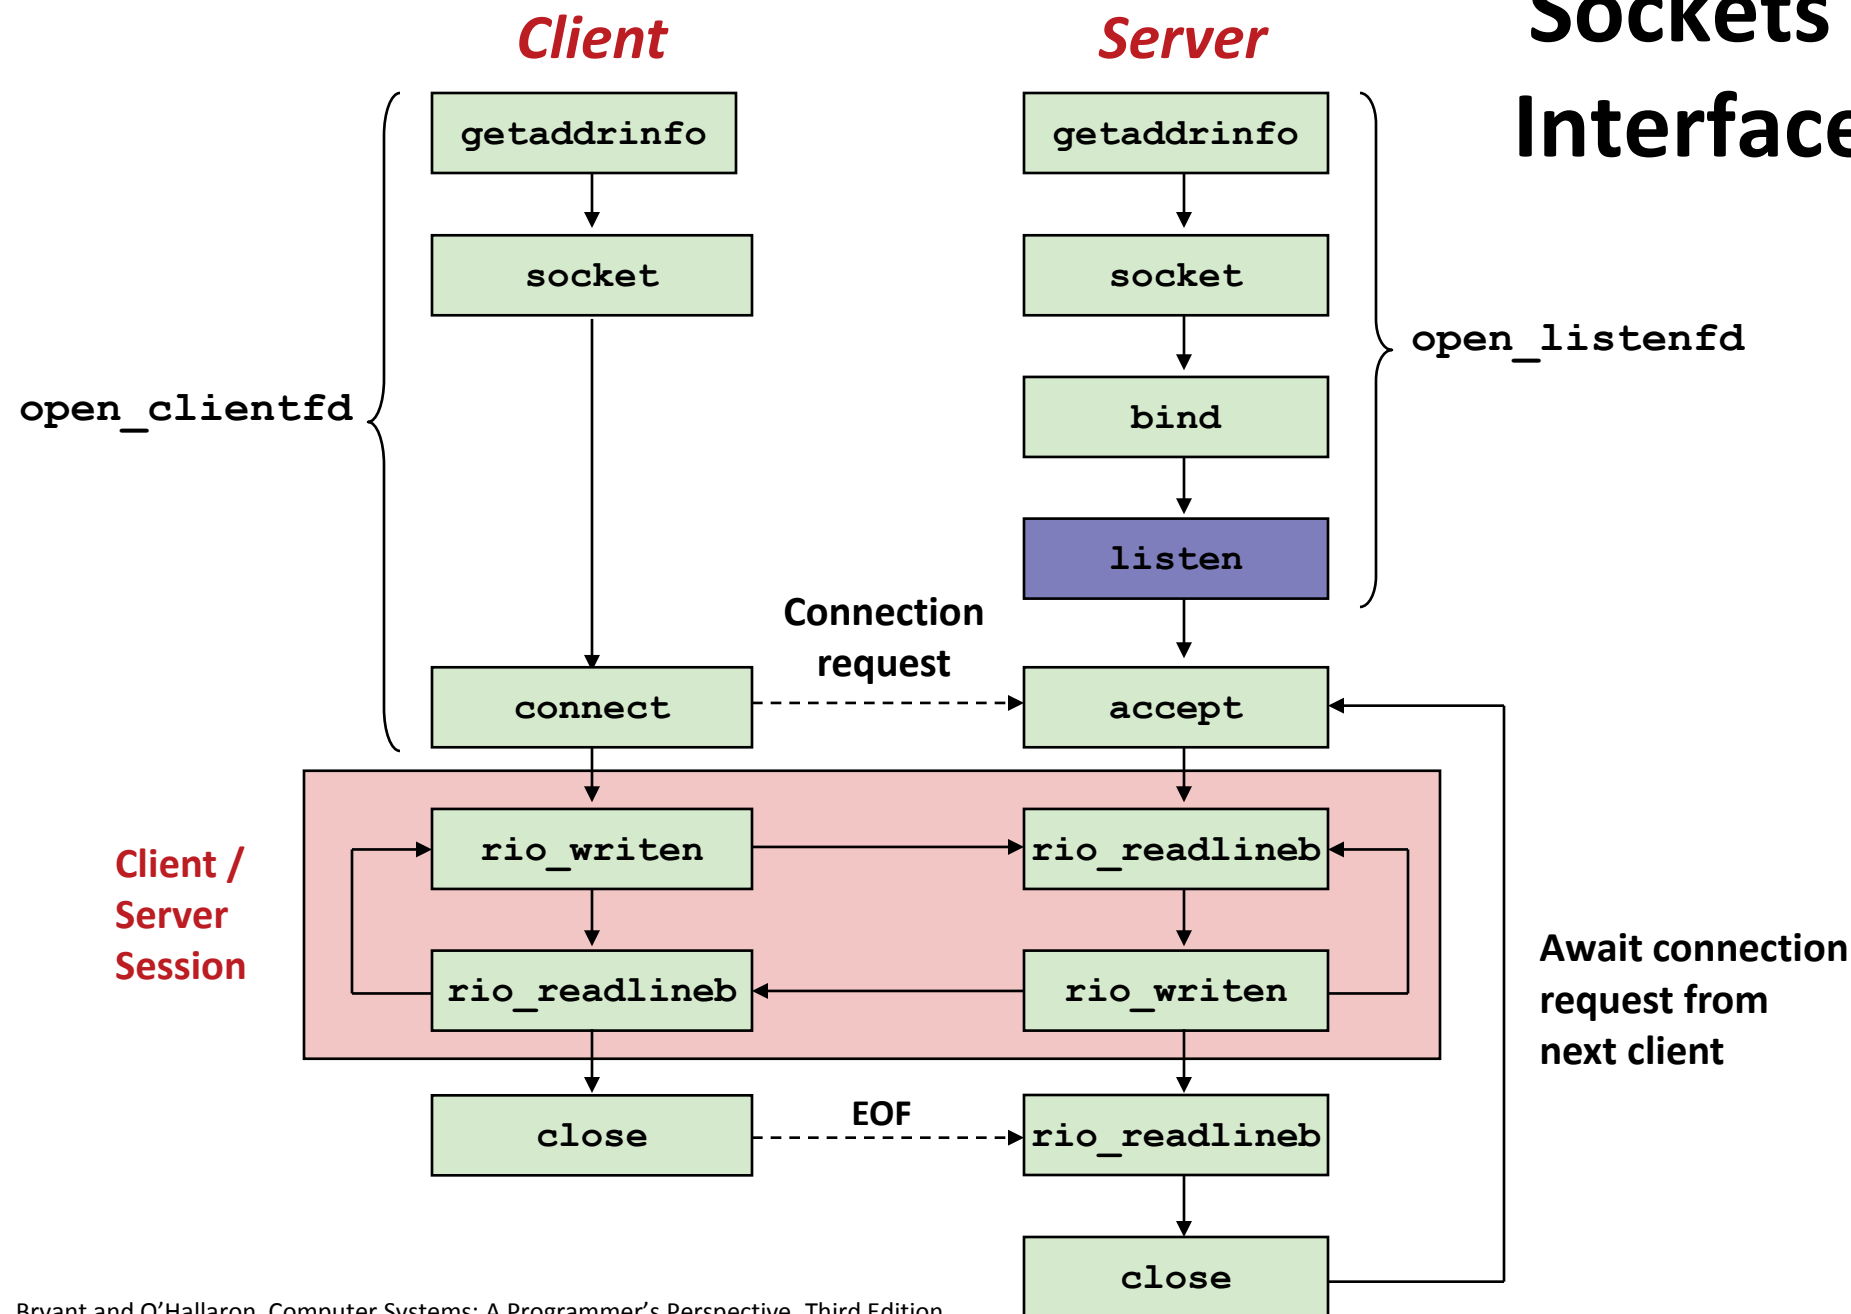 Sockets
Interface
Client
Server
getaddrinfo
getaddrinfo
socket
socket
open_listenfd
open_clientfd
bind
listen
Connection
request
connect
accept
Client /
Server
Session
rio_writen
rio_readlineb
rio_readlineb
rio_writen
Await connection
request from
next client
close
EOF
rio_readlineb
close
Bryant and O'Hallaron, Computer Systems: A Programmer's Perspective, Third Edition